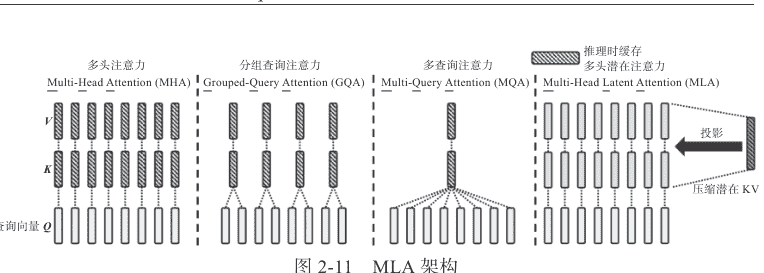 推理时缓存
多头注意力
Multi-Head Attention (MHA)
分组查询注意力
Grouped-Query Attention (GQA)
多查询注意力
Multi-Query Attention (MQA)
多头潜在注意力
Multi-Head Latent Attention (MLA)
V
K
查询向量 Q
投影
压缩潜在 KV
图 2-11 MLA 架构